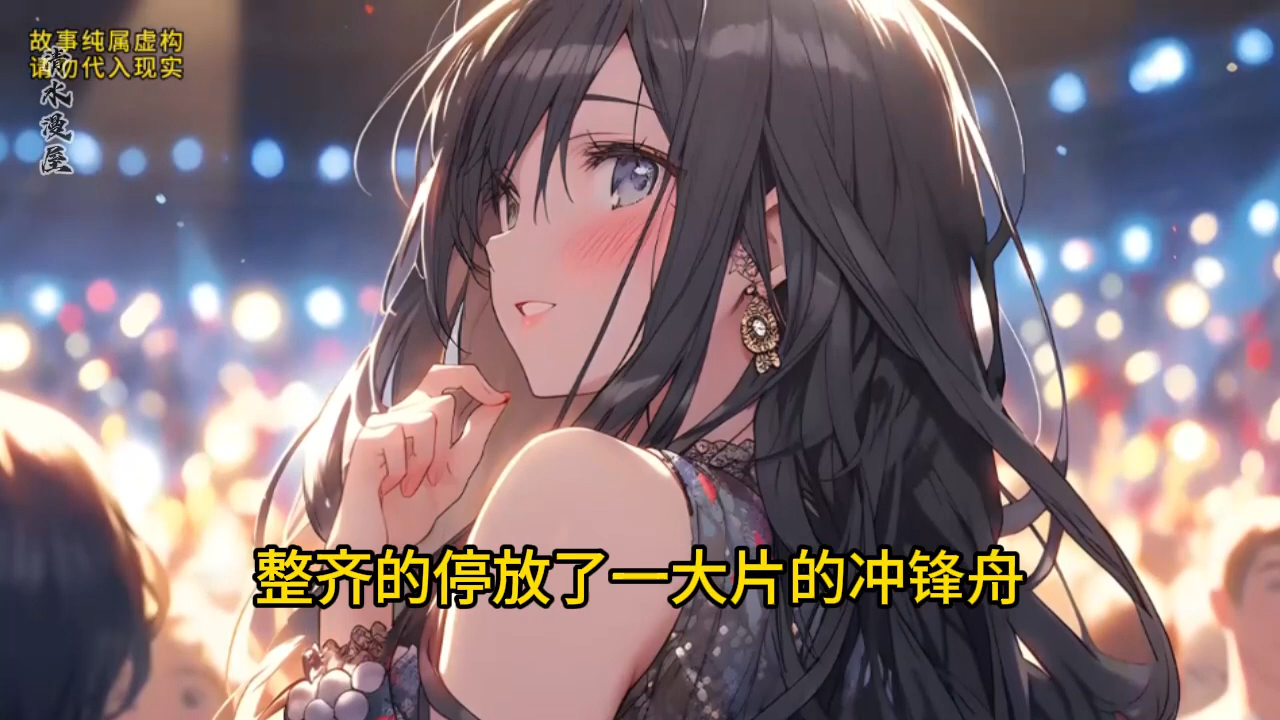 故事纯属虚构
请勿代入现实
清水漫屋
整齐的停放了一大片的冲锋舟